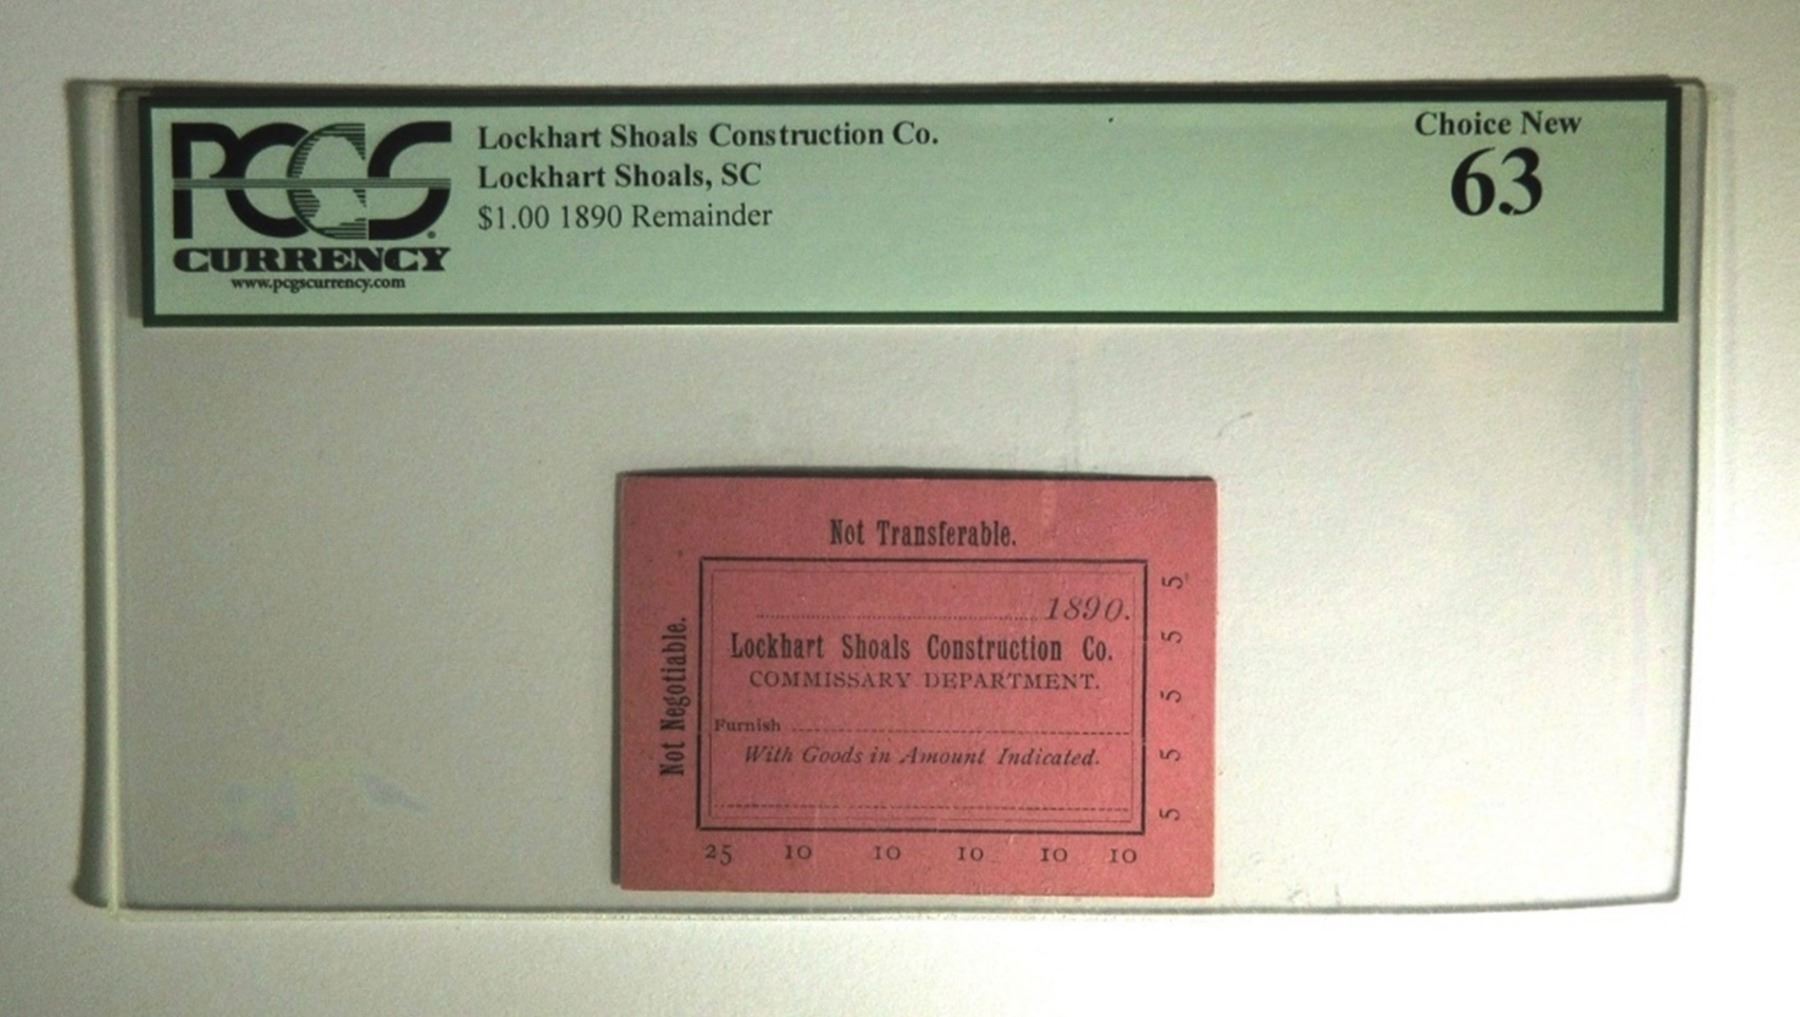 PCGS
CURRENCY
www.pcgscurrency.com
Lockhart Shoals Construction Co.
Lockhart Shoals, SC
$1.00 1890 Remainder
Choice New
63
Not Transferable.
Not Negotiable.
1890.
Lockhart Shoals Construction Co.
COMMISSARY DEPARTMENT.
Furnish
With Goods in Amount Indicated.
5 5 5 5 5
25 10 10 10 10 10